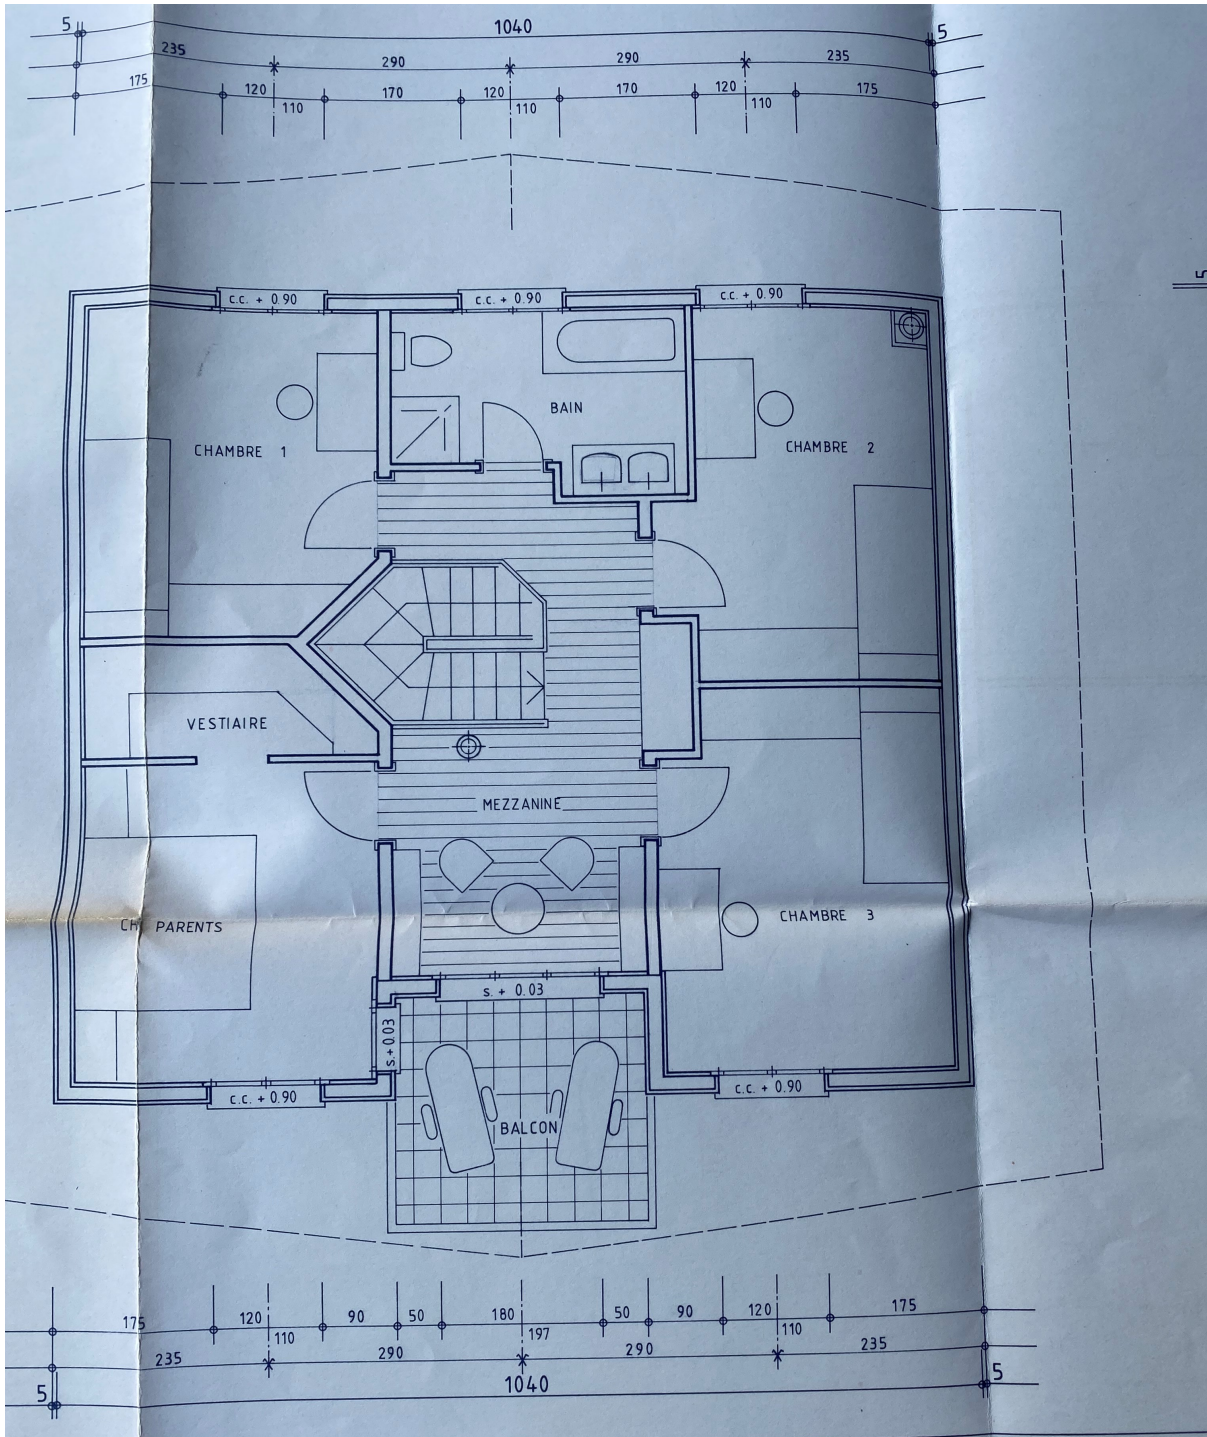 5 1040 5
235 290 290 235
175 120 170 120 170 120 175
110 110 110
5
c.c. + 0.90 c.c. + 0.90 c.c. + 0.90
BAIN
CHAMBRE 1 CHAMBRE 2
VESTIAIRE
MEZZANINE
CH PARENTS CHAMBRE 3
s. + 0.03
s.+0.03
c.c. + 0.90 c.c. + 0.90
BALCON
175 120 90 50 180 50 90 120 175
110 197 110
235 290 290 235
5 1040 5